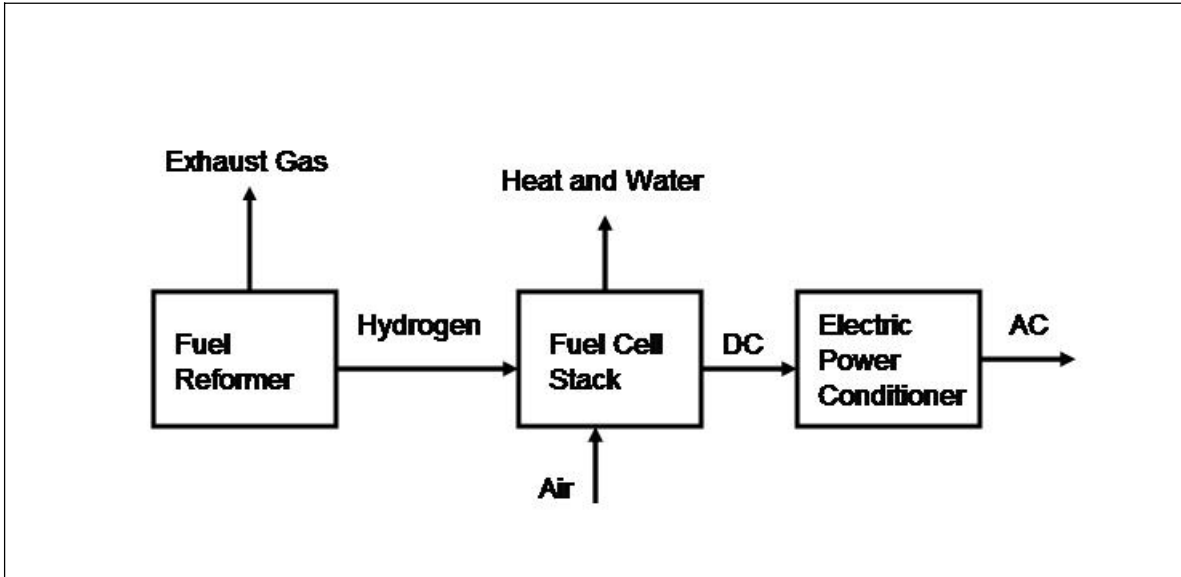 Exhaust Gas
Heat and Water
Fuel
Reformer
Hydrogen
Fuel Cell
Stack
DC
Electric
Power
Conditioner
AC
Air